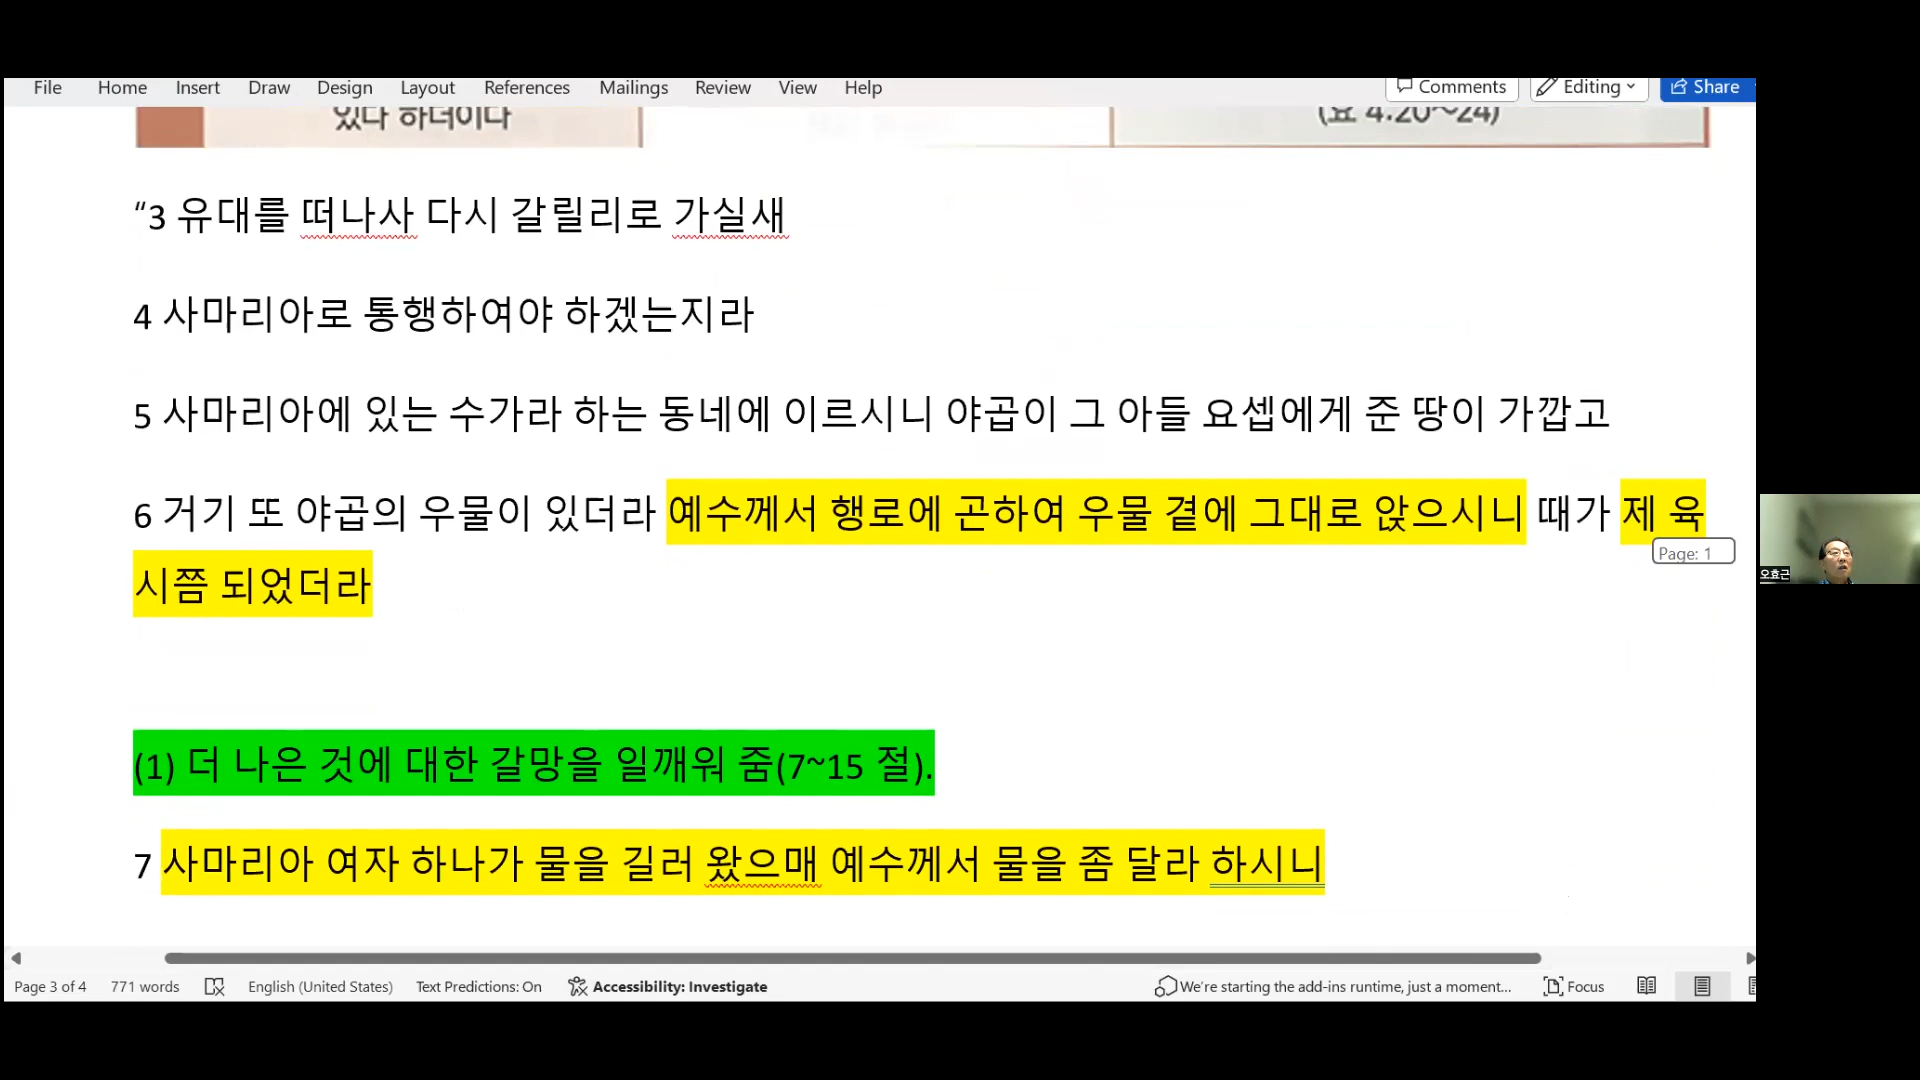 File Home Insert Draw Design Layout References Mailings Review View Help Comments Editing Share
있다 하더이다
(요 4:20~24)
“3 유대를 떠나사 다시 갈릴리로 가실새
4 사마리아로 통행하여야 하겠는지라
5 사마리아에 있는 수가라 하는 동네에 이르시니 야곱이 그 아들 요셉에게 준 땅이 가깝고
6 거기 또 야곱의 우물이 있더라 예수께서 행로에 곤하여 우물 곁에 그대로 앉으시니 때가 제 육
Page: 1
시쯤 되었더라
오효근
(1) 더 나은 것에 대한 갈망을 일깨워 줌(7~15 절).
7 사마리아 여자 하나가 물을 길러 왔으매 예수께서 물을 좀 달라 하시니
Page 3 of 4 771 words English (United States) Text Predictions: On Accessibility: Investigate We're starting the add-ins runtime, just a moment... Focus